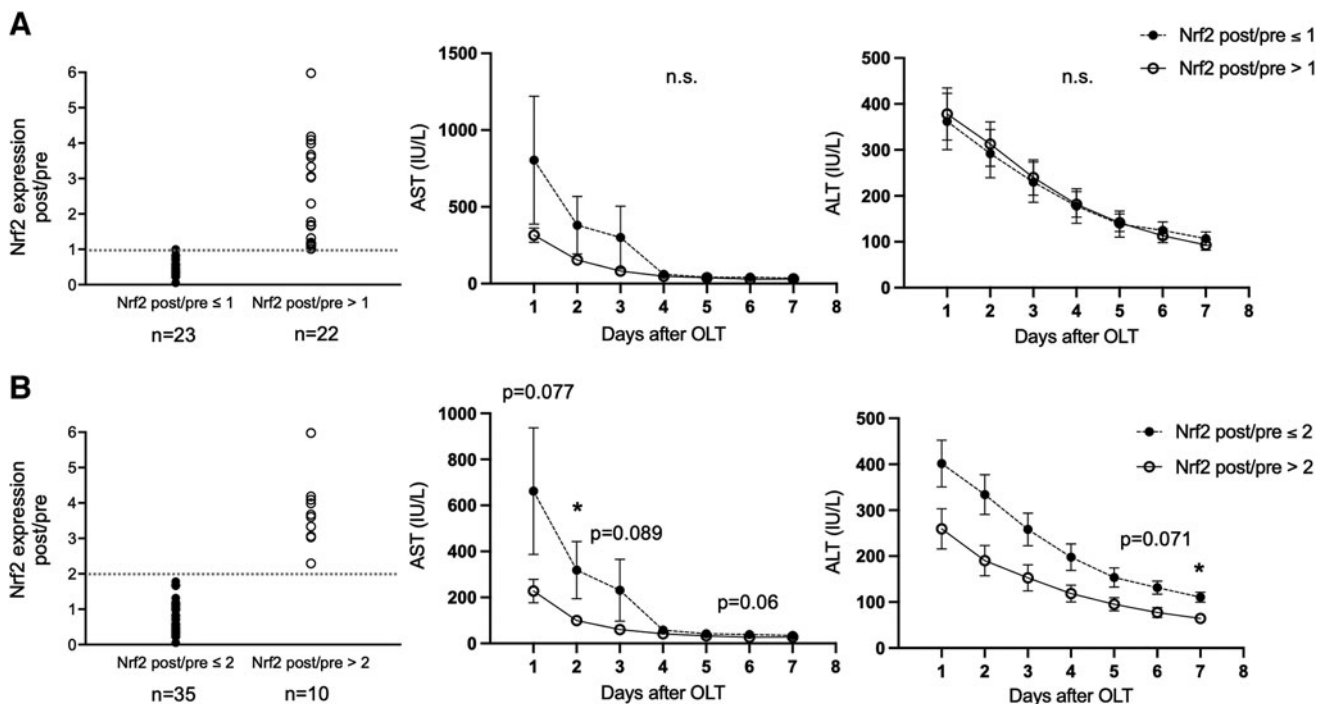 A
Nrf2 expression
post/pre
6
5
4
3
2
1
0
Nrf2 post/pre ≤ 1
Nrf2 post/pre > 1
n=23
n=22
AST (IU/L)
1500
1000
500
0
n.s.
1 2 3 4 5 6 7 8
Days after OLT
ALT (IU/L)
500
400
300
200
100
0
n.s.
1 2 3 4 5 6 7 8
Days after OLT
Nrf2 post/pre ≤ 1
Nrf2 post/pre > 1
B
Nrf2 expression
post/pre
6
5
4
3
2
1
0
Nrf2 post/pre ≤ 2
Nrf2 post/pre > 2
n=35
n=10
AST (IU/L)
1000
800
600
400
200
0
p=0.077
*
p=0.089
p=0.06
1 2 3 4 5 6 7 8
Days after OLT
ALT (IU/L)
500
400
300
200
100
0
p=0.071
*
1 2 3 4 5 6 7 8
Days after OLT
Nrf2 post/pre ≤ 2
Nrf2 post/pre > 2